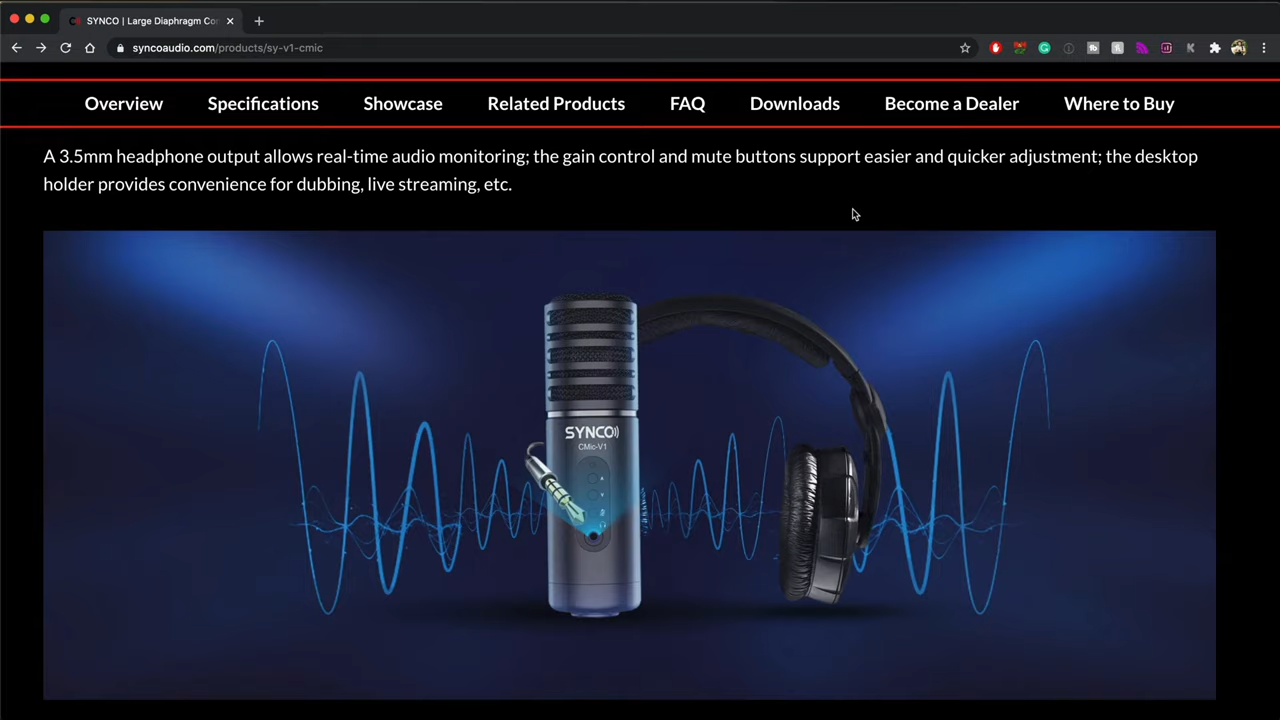 SYNCO | Large Diaphragm Co
syncoaudio.com/products/sy-v1-cmic
Overview Specifications Showcase Related Products FAQ Downloads Become a Dealer Where to Buy
A 3.5mm headphone output allows real-time audio monitoring; the gain control and mute buttons support easier and quicker adjustment; the desktop
holder provides convenience for dubbing, live streaming, etc.
SYNCO
CMic-V1